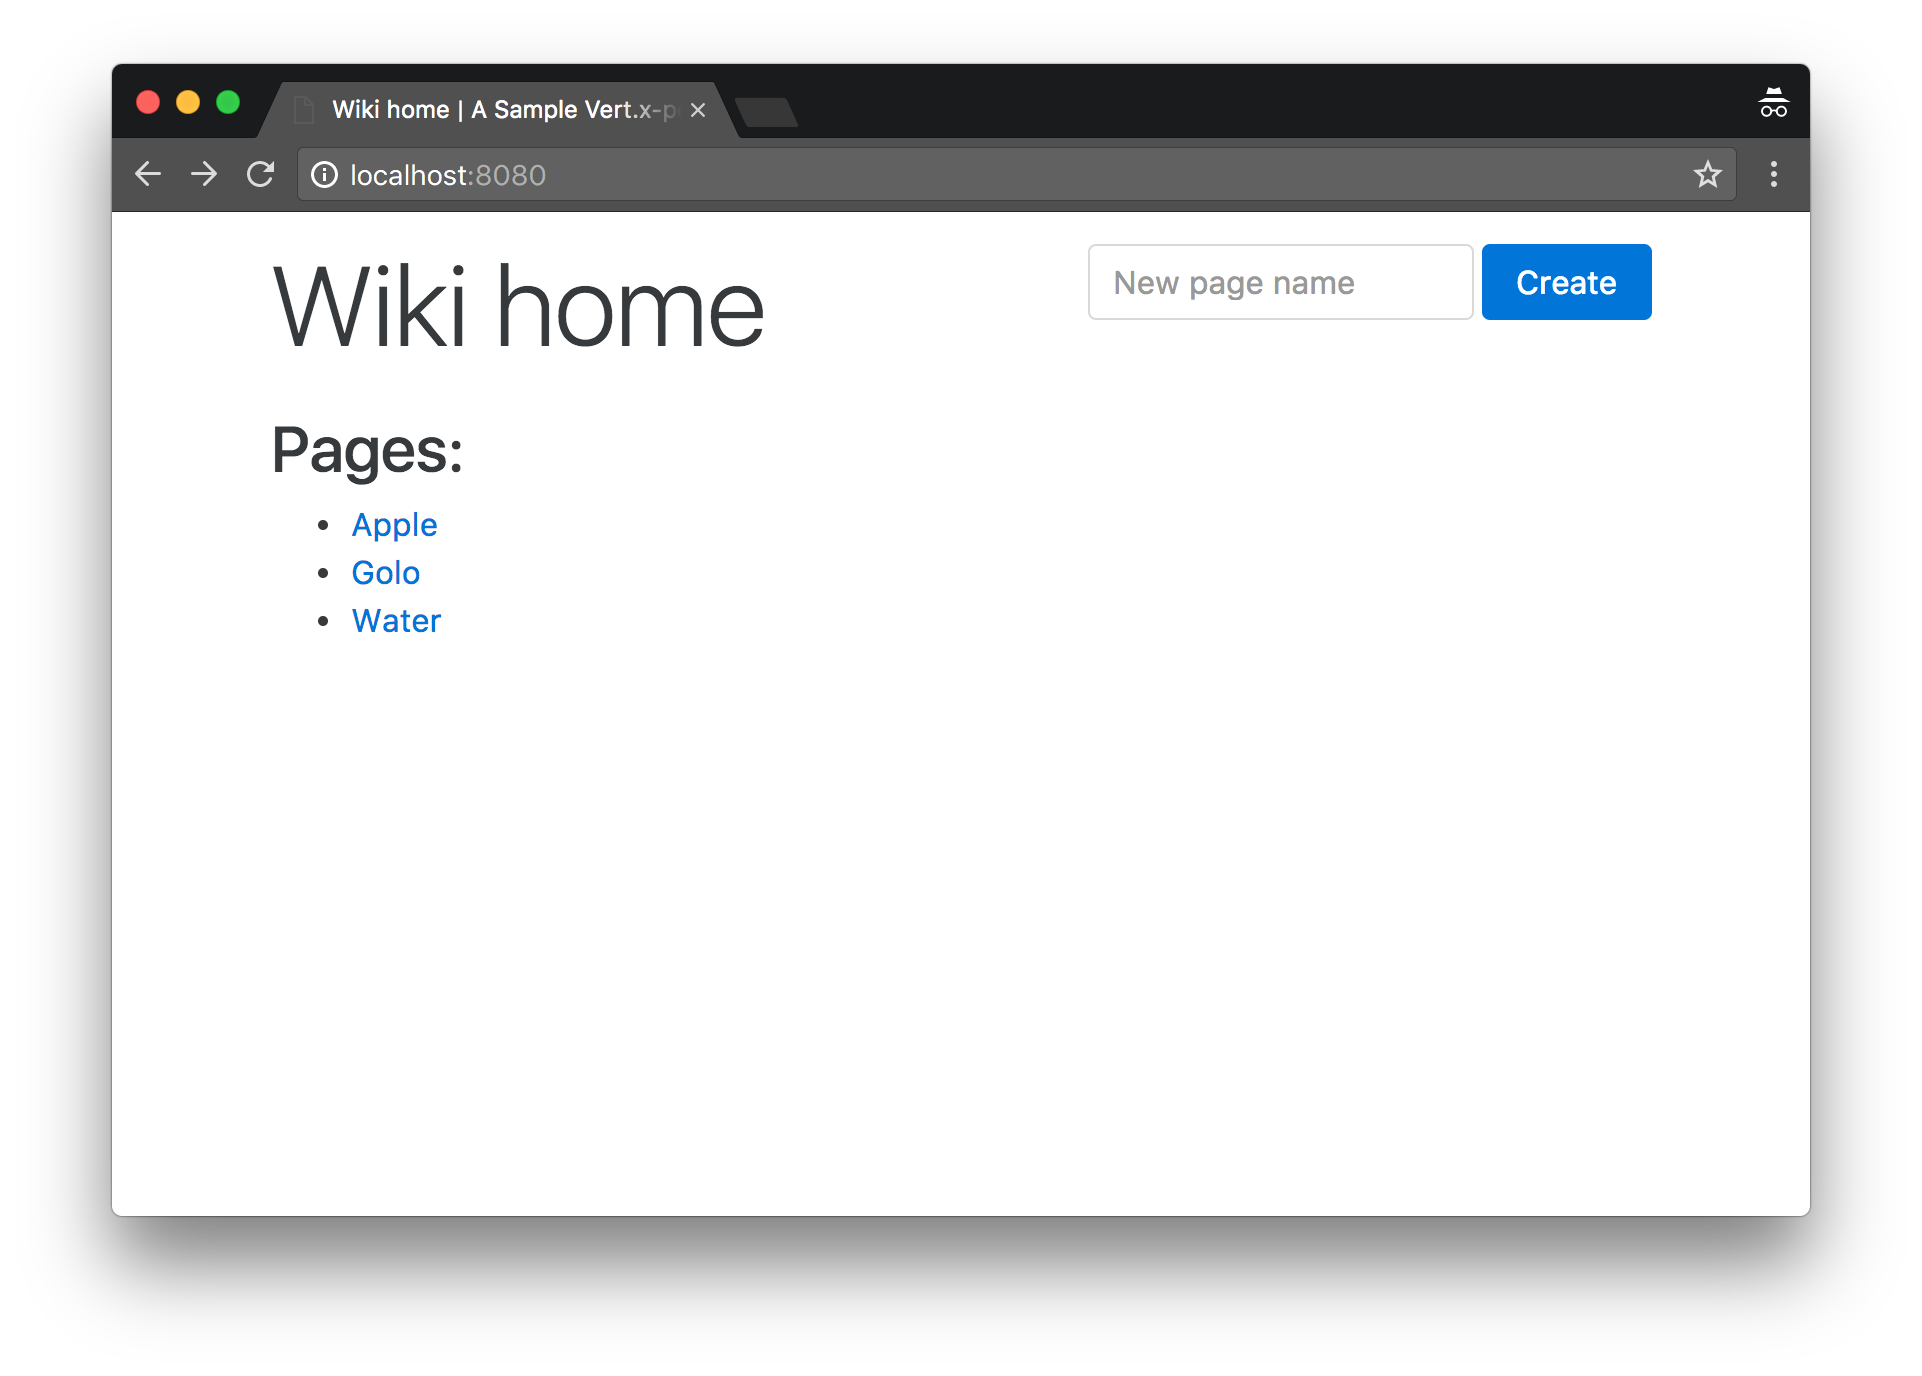 Wiki home | A Sample Vert.x-p
localhost:8080
Wiki home
New page name
Create
Pages:
Apple
Golo
Water